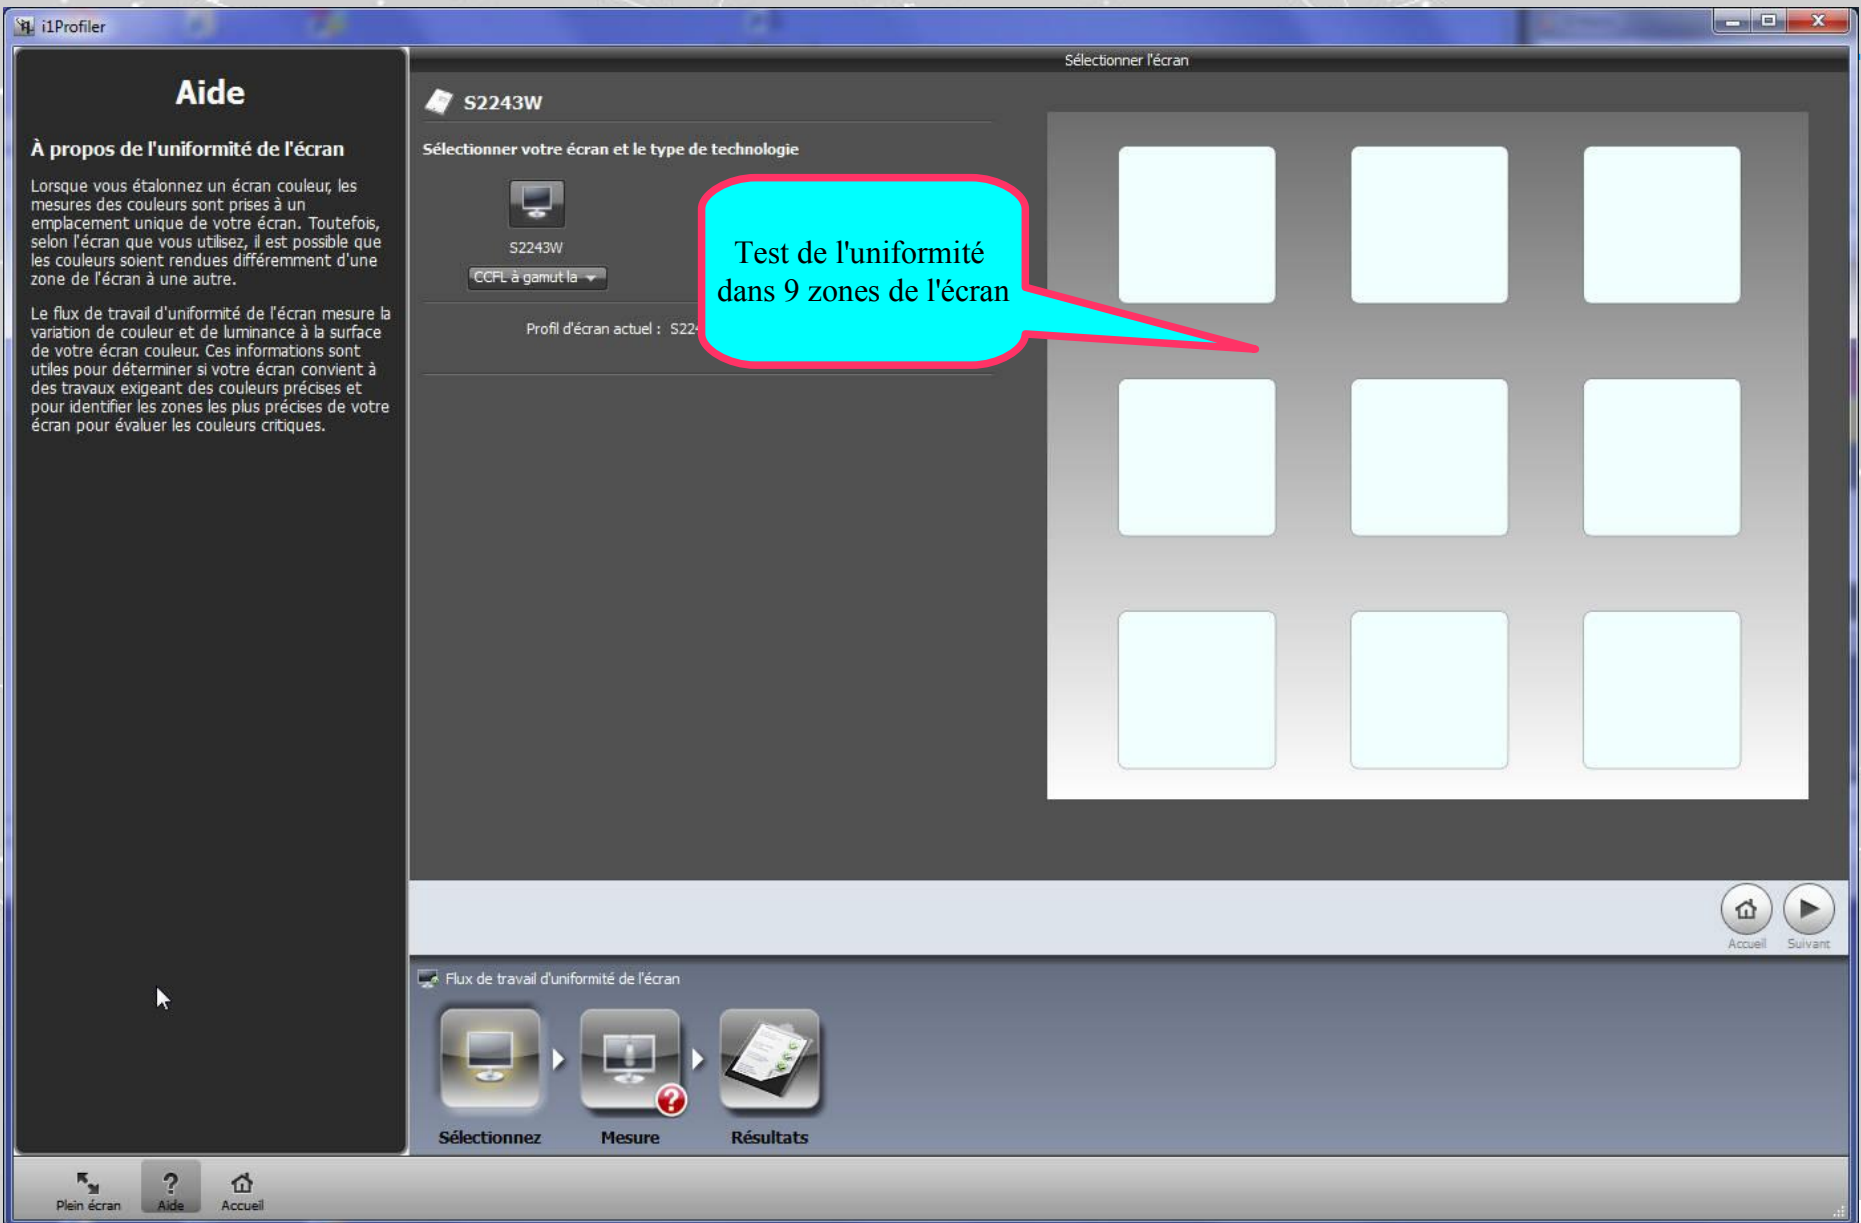 i1Profiler
Aide
À propos de l'uniformité de l'écran
Lorsque vous étalonnez un écran couleur, les
mesures des couleurs sont prises à un
emplacement unique de votre écran. Toutefois,
selon l'écran que vous utilisez, il est possible que
les couleurs soient rendues différemment d'une
zone de l'écran à une autre.
Le flux de travail d'uniformité de l'écran mesure la
variation de couleur et de luminance à la surface
de votre écran couleur. Ces informations sont
utiles pour déterminer si votre écran convient à
des travaux exigeant des couleurs précises et
pour identifier les zones les plus précises de votre
écran pour évaluer les couleurs critiques.
Sélectionner l'écran
S2243W
Sélectionner votre écran et le type de technologie
S2243W
CCFL à gamut la
Profil d'écran actuel : S224
Test de l'uniformité
dans 9 zones de l'écran
Accueil
Suivant
Flux de travail d'uniformité de l'écran
Sélectionnez
Mesure
Résultats
Plein écran
Aide
Accueil